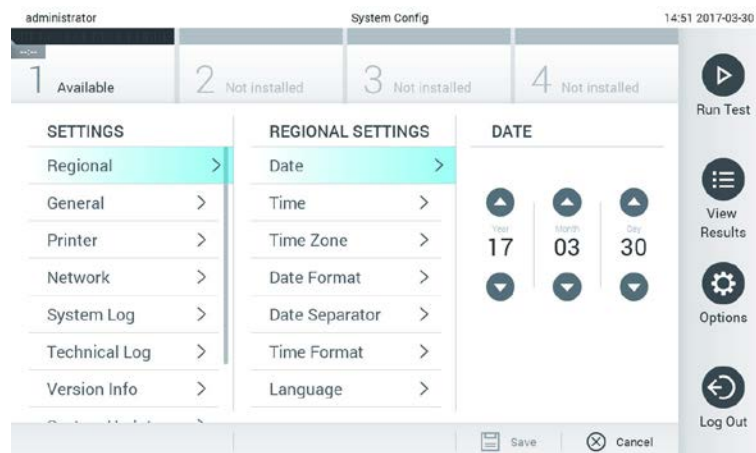 administrator
System Config
14:51 2017-03-30
--:--
1 Available
2 Not installed
3 Not installed
4 Not installed
Run Test
View
Results
Options
Log Out
SETTINGS
Regional
General
Printer
Network
System Log
Technical Log
Version Info
REGIONAL SETTINGS
Date
Time
Time Zone
Date Format
Date Separator
Time Format
Language
DATE
Year
17
Month
03
Day
30
Save
Cancel